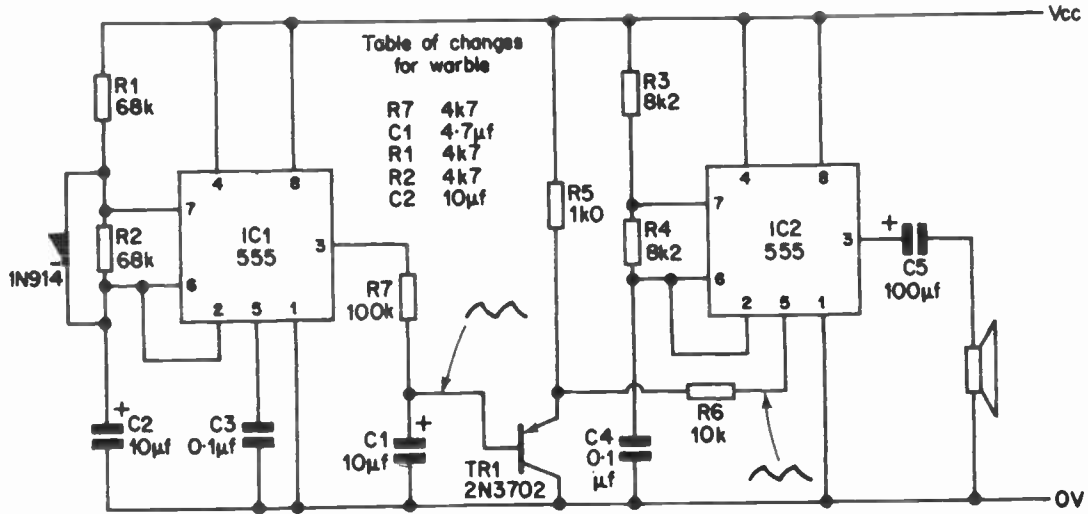 Vcc
Table of changes
for warble
R7 4k7
C1 4·7µf
R1 4k7
R2 4k7
C2 10µf
R1
68k
R2
68k
1N914
4
8
7
6
2
5
1
3
IC1
555
C2
10µf
+
C3
0·1µf
R7
100k
C1
10µf
+
TR1
2N3702
R5
1k0
R6
10k
R3
8k2
R4
8k2
C4
0·1
µf
4
8
7
6
2
5
1
3
IC2
555
+
C5
100µf
0V